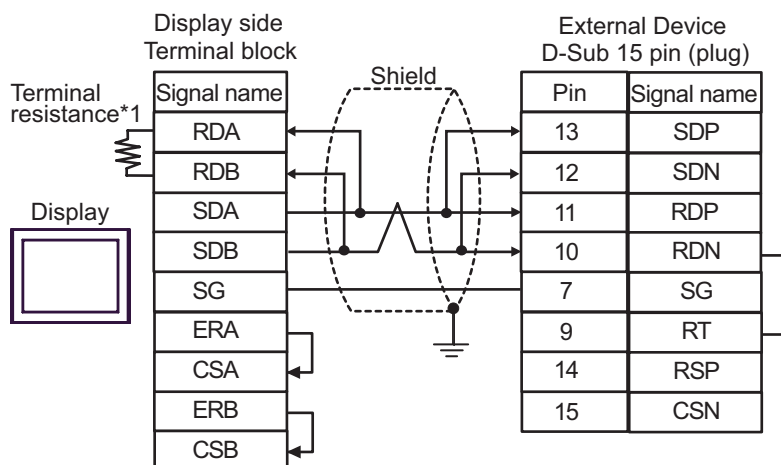 Display side
Terminal block
External Device
D-Sub 15 pin (plug)
Terminal
resistance*1
Shield
Signal name
Pin
Signal name
RDA
13
SDP
RDB
12
SDN
Display
SDA
11
RDP
SDB
10
RDN
SG
7
SG
ERA
9
RT
CSA
14
RSP
ERB
15
CSN
CSB